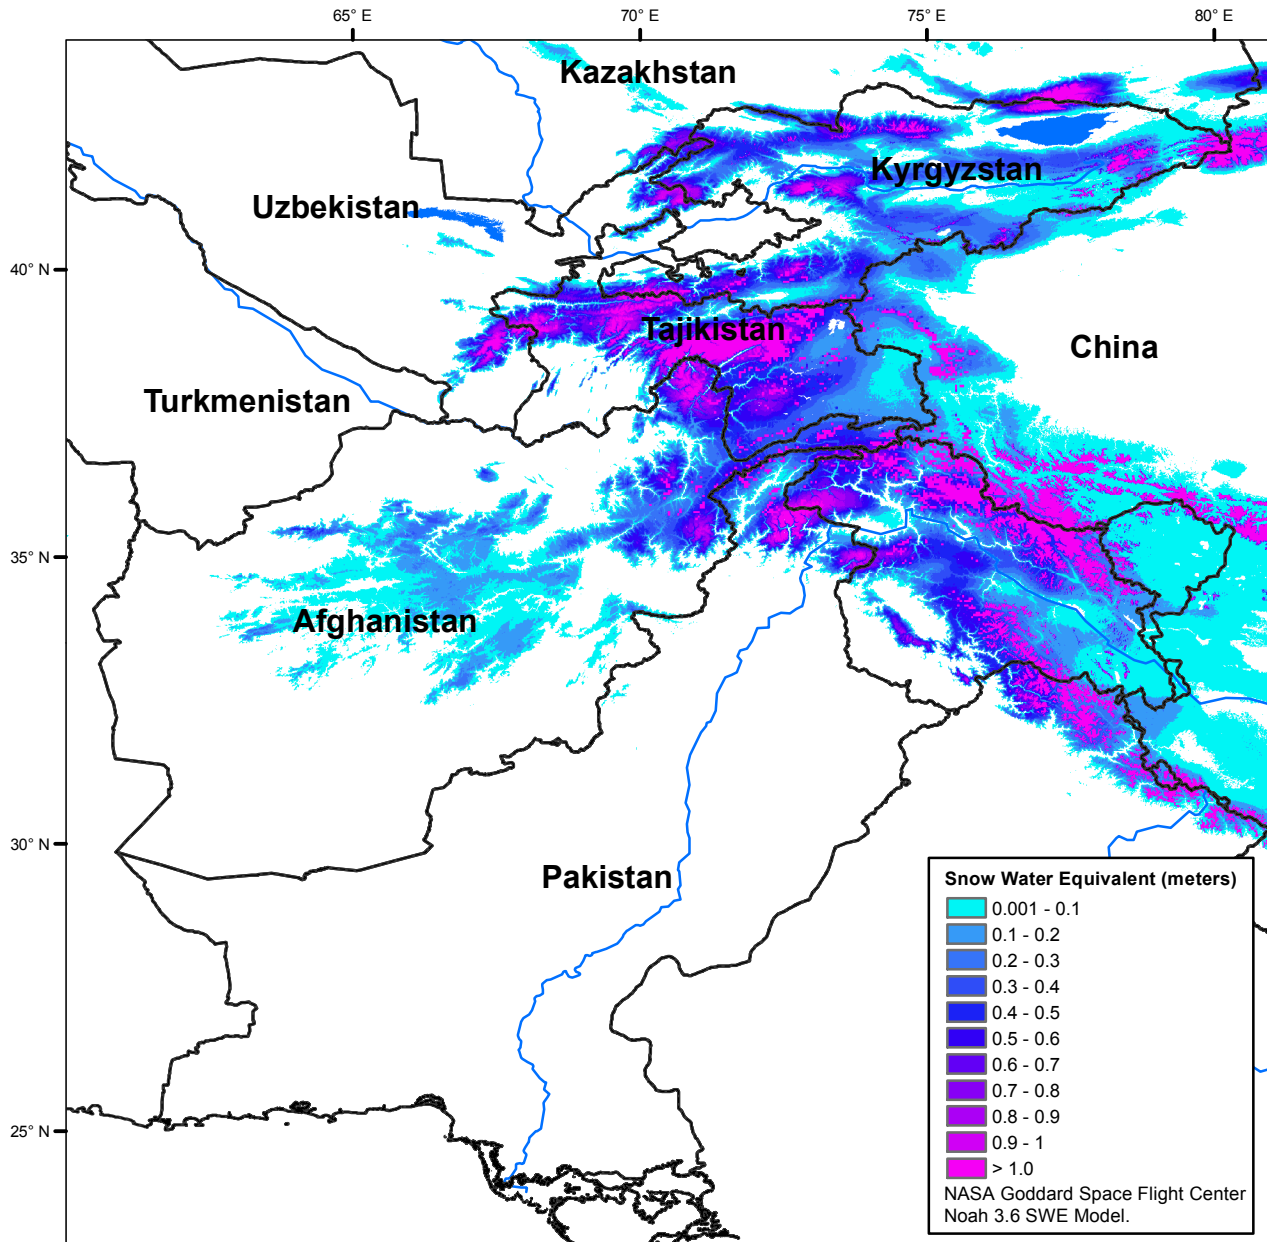 65° E
70° E
75° E
80° E
Kazakhstan
Kyrgyzstan
Uzbekistan
40° N
Tajikistan
China
Turkmenistan
35° N
Afghanistan
30° N
Pakistan
25° N
Snow Water Equivalent (meters)
0.001 - 0.1
0.1 - 0.2
0.2 - 0.3
0.3 - 0.4
0.4 - 0.5
0.5 - 0.6
0.6 - 0.7
0.7 - 0.8
0.8 - 0.9
0.9 - 1
> 1.0
NASA Goddard Space Flight Center
Noah 3.6 SWE Model.